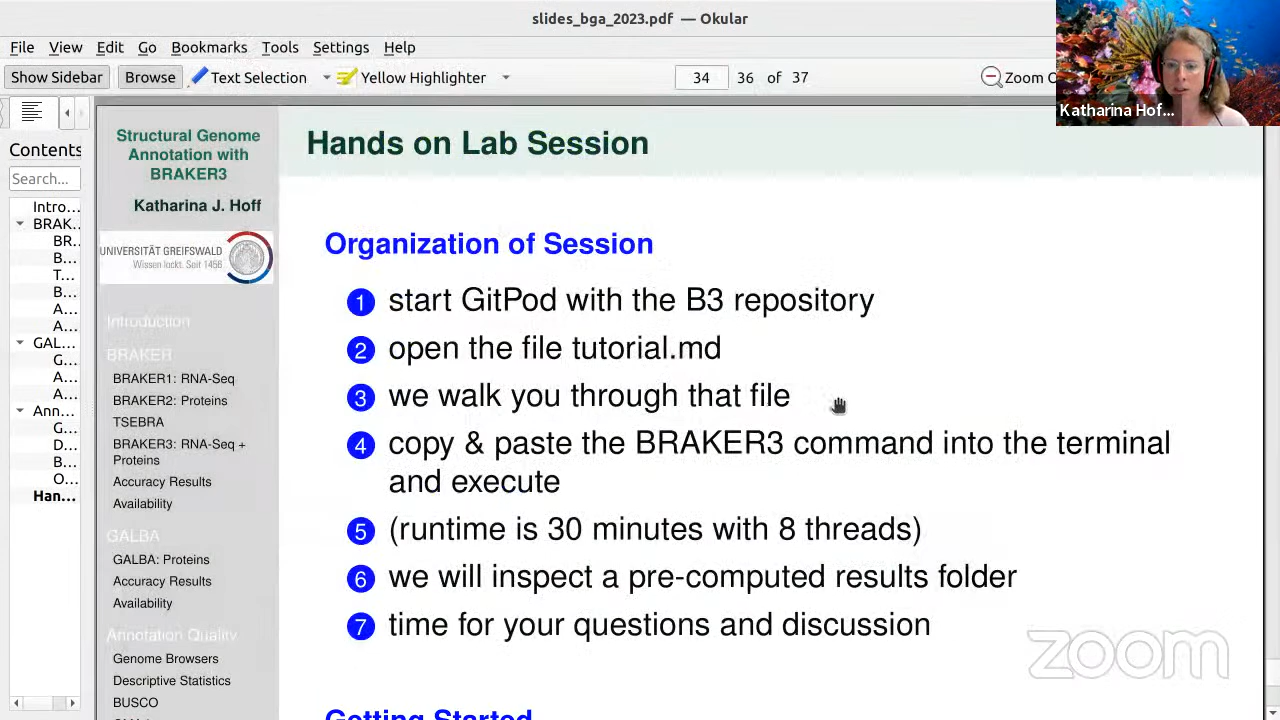 slides_bga_2023.pdf — Okular
File View Edit Go Bookmarks Tools Settings Help
Show Sidebar Browse Text Selection Yellow Highlighter 34 36 of 37 Zoom O
Katharina Hof...
Contents
Search...
Intro...
BRAK...
BR...
B...
T...
B...
A...
A...
GAL...
G...
A...
A...
Ann...
G...
D...
B...
O...
Han...
Structural Genome
Annotation with
BRAKER3
Katharina J. Hoff
UNIVERSITÄT GREIFSWALD
Wissen lockt. Seit 1456
Introduction
BRAKER
BRAKER1: RNA-Seq
BRAKER2: Proteins
TSEBRA
BRAKER3: RNA-Seq +
Proteins
Accuracy Results
Availability
GALBA
GALBA: Proteins
Accuracy Results
Availability
Annotation Quality
Genome Browsers
Descriptive Statistics
BUSCO
Hands on Lab Session
Organization of Session
1 start GitPod with the B3 repository
2 open the file tutorial.md
3 we walk you through that file
4 copy & paste the BRAKER3 command into the terminal
and execute
5 (runtime is 30 minutes with 8 threads)
6 we will inspect a pre-computed results folder
7 time for your questions and discussion
Getting Started
zoom